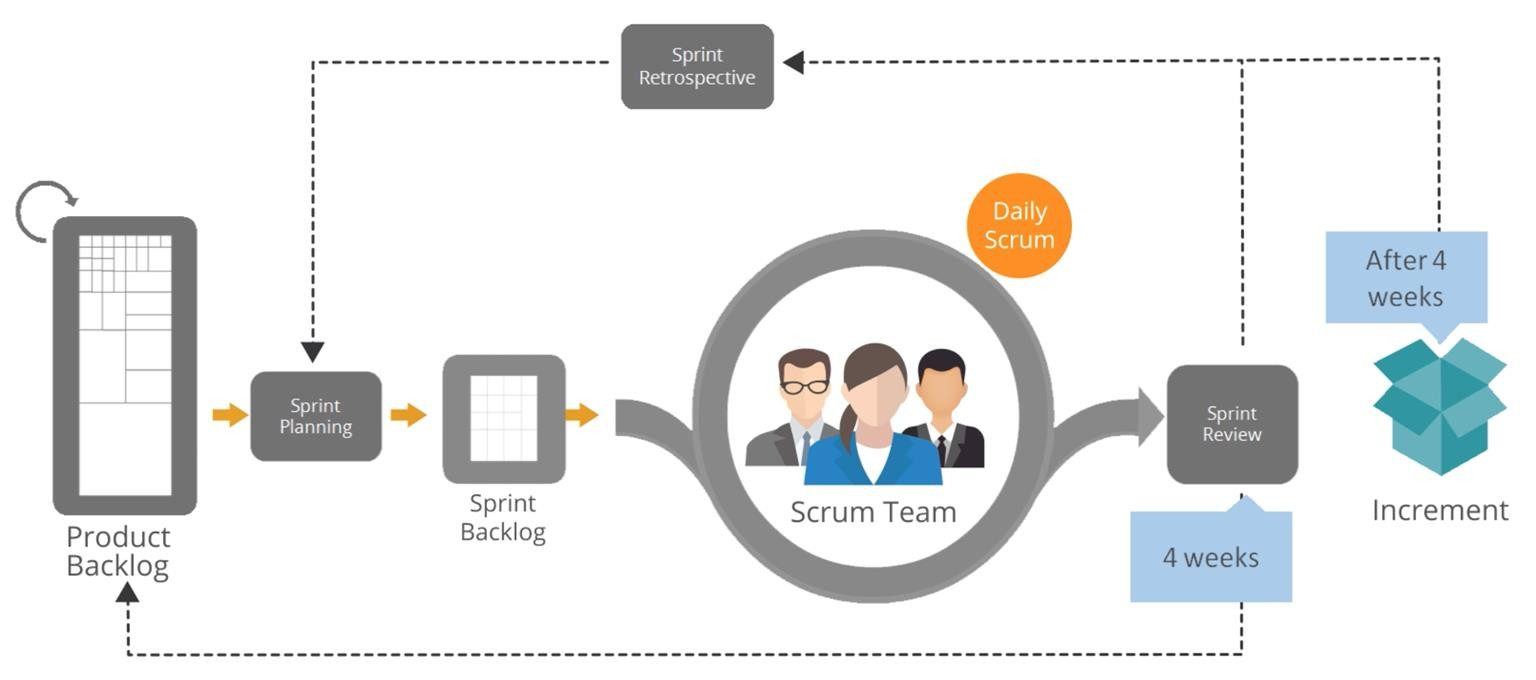 Sprint
Retrospective
Daily
Scrum
After 4
weeks
Sprint
Planning
Sprint
Review
Sprint
Backlog
Scrum Team
Increment
Product
Backlog
4 weeks